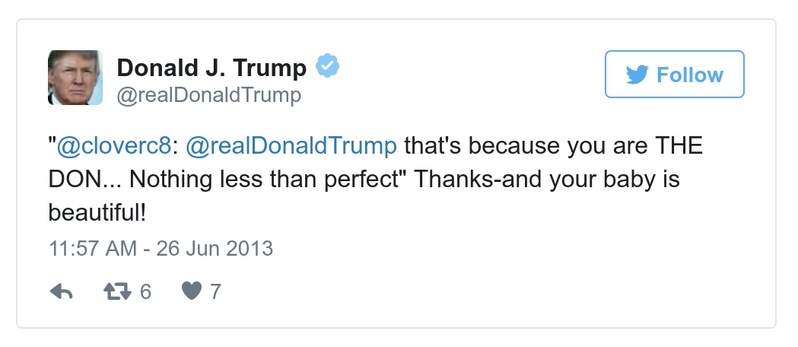 Donald J. Trump
Follow
@realDonaldTrump
"@cloverc8: @realDonaldTrump that's because you are THE
DON... Nothing less than perfect" Thanks-and your baby is
beautiful!
11:57 AM - 26 Jun 2013
6 7